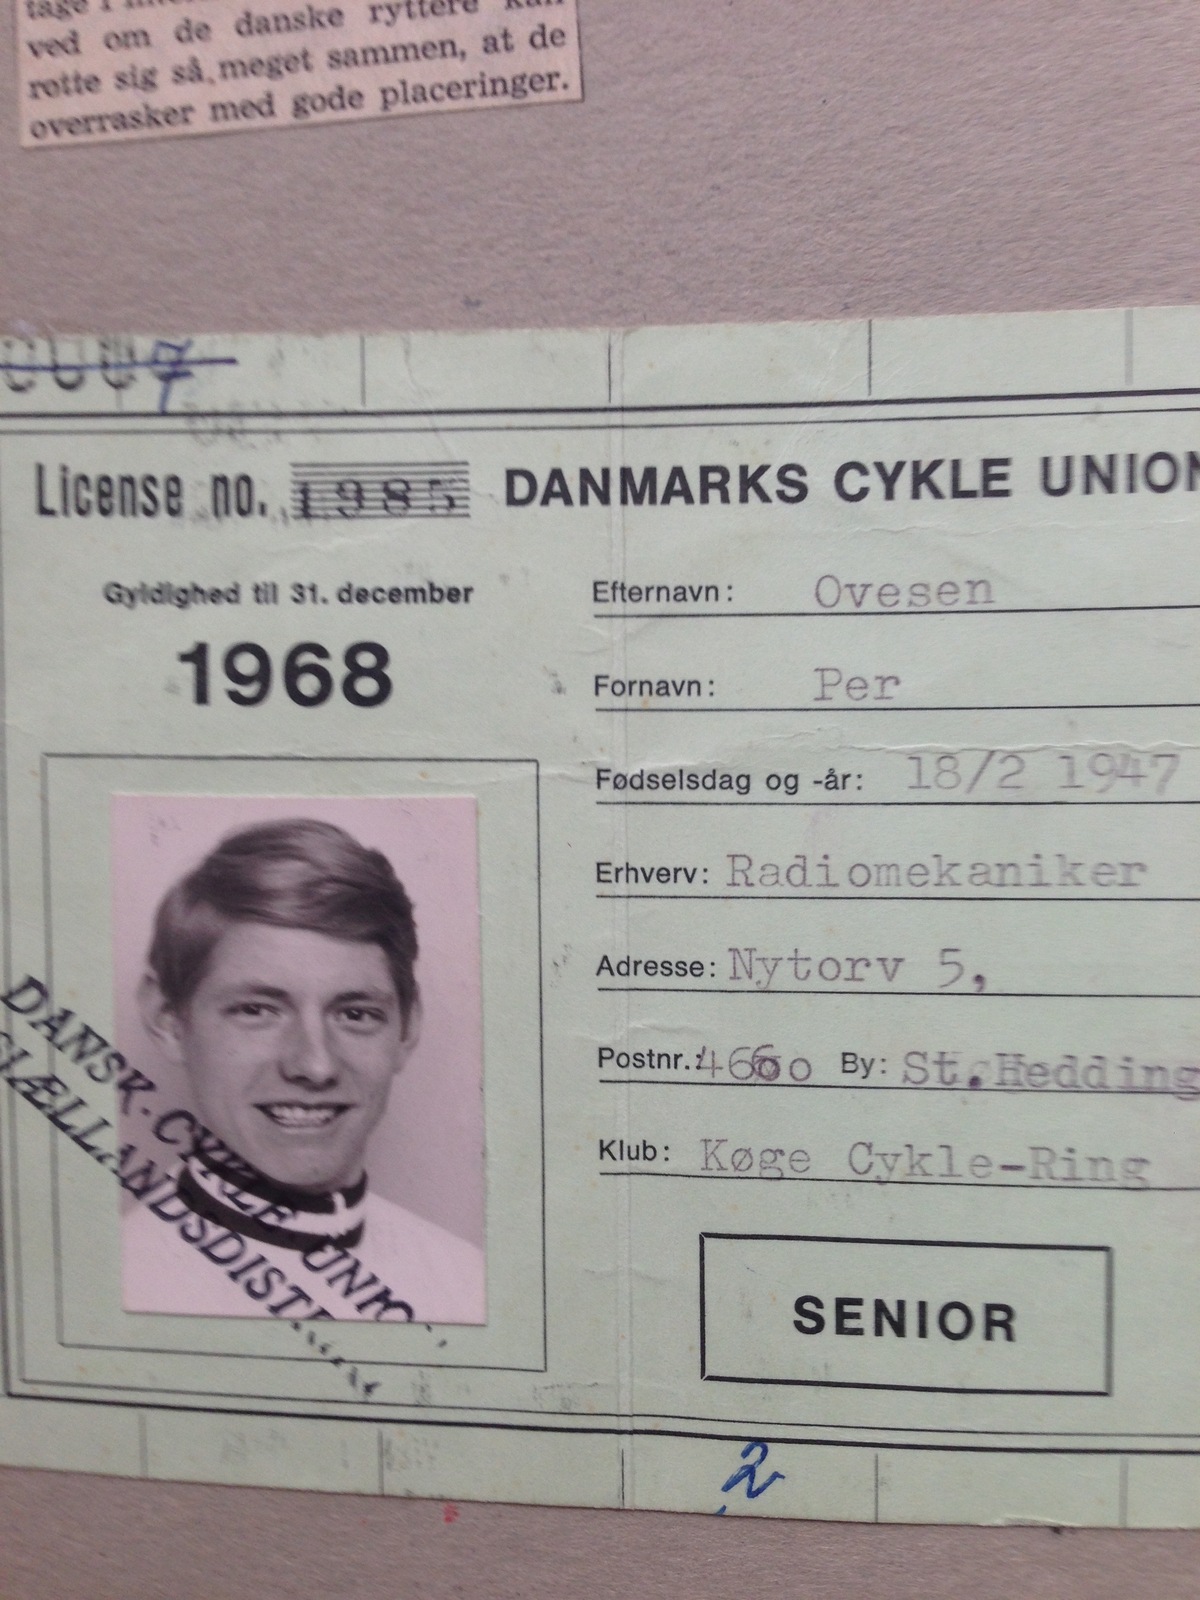 ved om de danske ryttere kan
rotte sig så meget sammen, at de
overrasker med gode placeringer.
7
License no. 1985 DANMARKS CYKLE UNION
Gyldighed til 31. december
1968
Efternavn: Ovesen
Fornavn: Per
Fødselsdag og -år: 18/2 1947
Erhverv: Radiomekaniker
Adresse: Nytorv 5,
Postnr.: 4660 By: St.Hedding
Klub: Køge Cykle-Ring
SENIOR
DANSK CYKLE UNION
SJÆLLANDSDIST
2